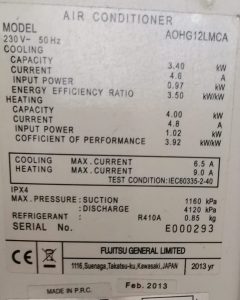 AIR CONDITIONER
MODEL AOHG12LMCA
230V~ 50Hz
COOLING
CAPACITY 3.40 kW
CURRENT 4.6 A
INPUT POWER 0.97 kW
ENERGY EFFICIENCY RATIO 3.50 kW/kW
HEATING
CAPACITY 4.00 kW
CURRENT 4.8 A
INPUT POWER 1.02 kW
COFFICIENT OF PERFORMANCE 3.92 kW/kW
COOLING MAX.CURRENT 6.5 A
HEATING MAX.CURRENT 9.0 A
TEST CONDITION:IEC60335-2-40
IPX4
MAX.PRESSURE:SUCTION 1160 kPa
:DISCHARGE 4120 kPa
REFRIGERANT R410A 0.85 kg
SERIAL No. E000293
FUJITSU GENERAL LIMITED
1116,Suenaga,Takatsu-ku,Kawasaki,JAPAN 2013 yr
MADE IN P.R.C. Feb.2013